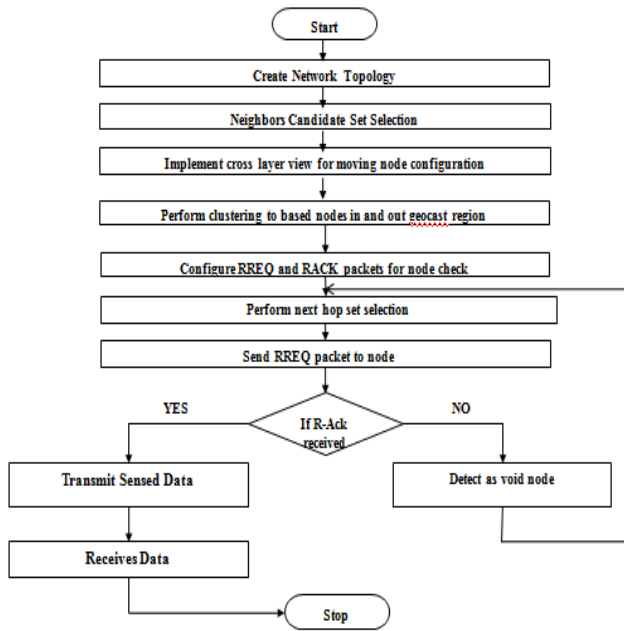 Start
Create Network Topology
Neighbors Candidate Set Selection
Implement cross layer view for moving node configuration
Perform clustering to based nodes in and out geocast region
Configure RREQ and RACK packets for node check
Perform next hop set selection
Send RREQ packet to node
YES
If R-Ack
received
NO
Transmit Sensed Data
Detect as void node
Receives Data
Stop